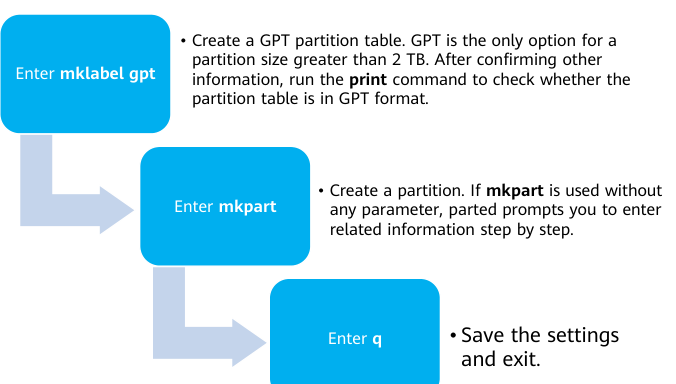 Enter mklabel gpt
• Create a GPT partition table. GPT is the only option for a
partition size greater than 2 TB. After confirming other
information, run the print command to check whether the
partition table is in GPT format.
Enter mkpart
• Create a partition. If mkpart is used without
any parameter, parted prompts you to enter
related information step by step.
Enter q
• Save the settings
and exit.